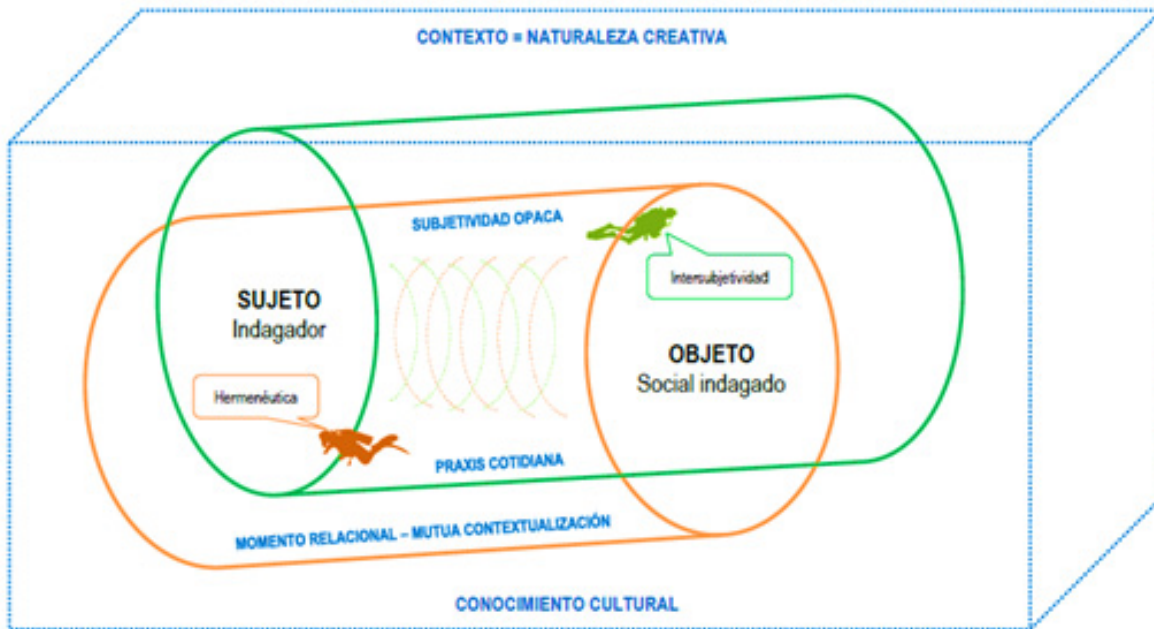 CONTEXTO = NATURALEZA CREATIVA
SUBJETIVIDAD OPACA
Intersubjetividad
SUJETO
Indagador
OBJETO
Social indagado
Hermenéutica
PRAXIS COTIDIANA
MOMENTO RELACIONAL – MUTUA CONTEXTUALIZACIÓN
CONOCIMIENTO CULTURAL